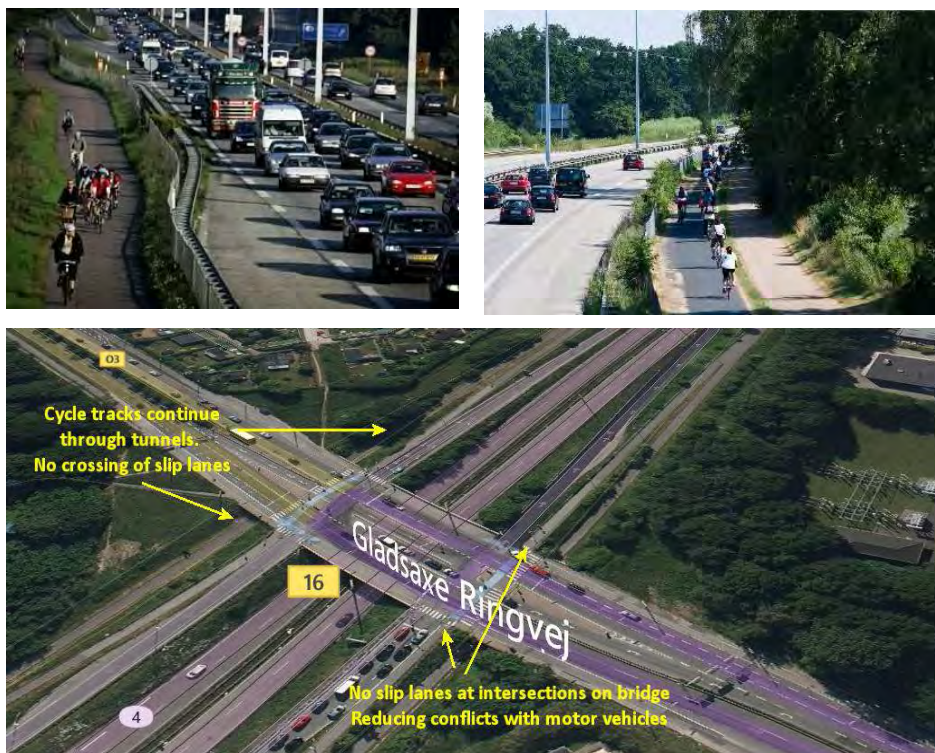 03
Cycle tracks continue
through tunnels.
No crossing of slip lanes
Gladsaxe Ringvej
16
No slip lanes at intersections on bridge
Reducing conflicts with motor vehicles
4